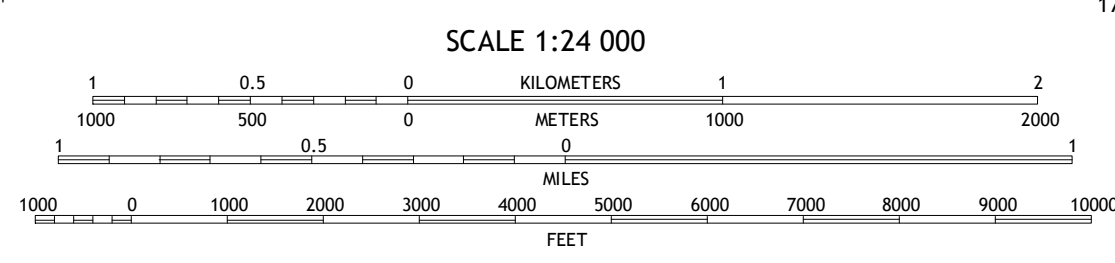 SCALE 1:24 000
1 0.5 0 KILOMETERS 1 2
1000 500 0 METERS 1000 2000
1 0.5 0 1
MILES
1000 0 1000 2000 3000 4000 5000 6000 7000 8000 9000 10000
FEET